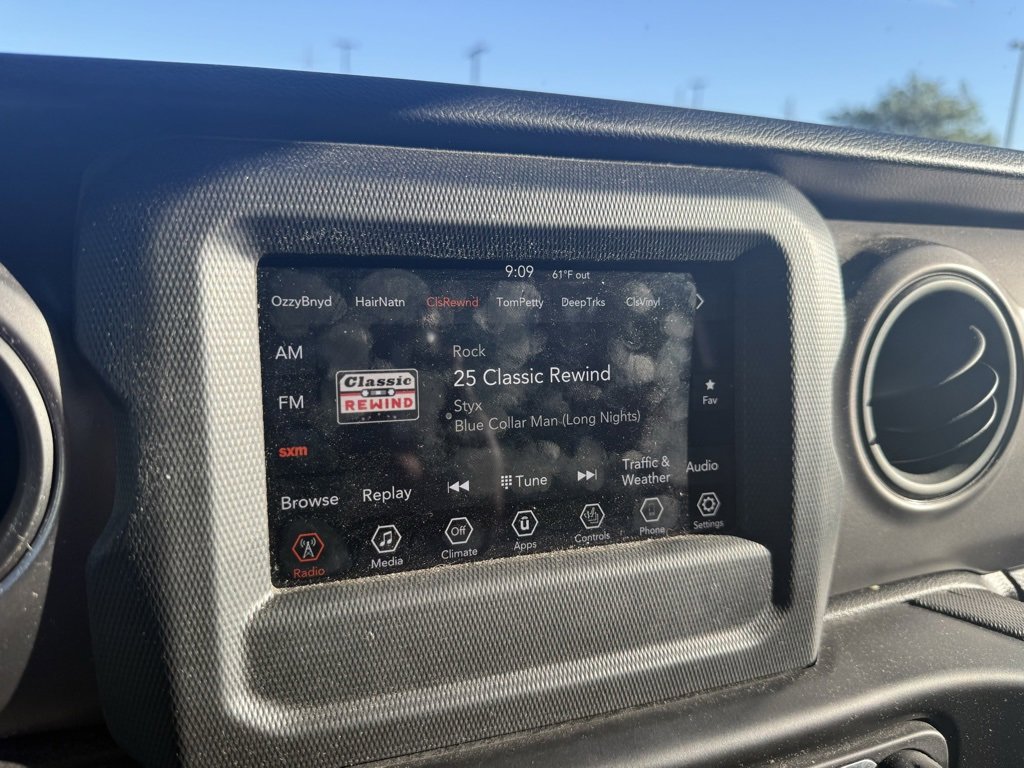 9:09 61°F out
OzzyBnyd HairNatn ClsRewnd TomPetty DeepTrks ClsVinyl
AM
FM
sxm
Classic
REWIND
Rock
25 Classic Rewind
Styx
Blue Collar Man (Long Nights)
Fav
Browse Replay Tune Traffic &
Weather Audio
Off
Radio Media Climate Apps Controls Phone Settings